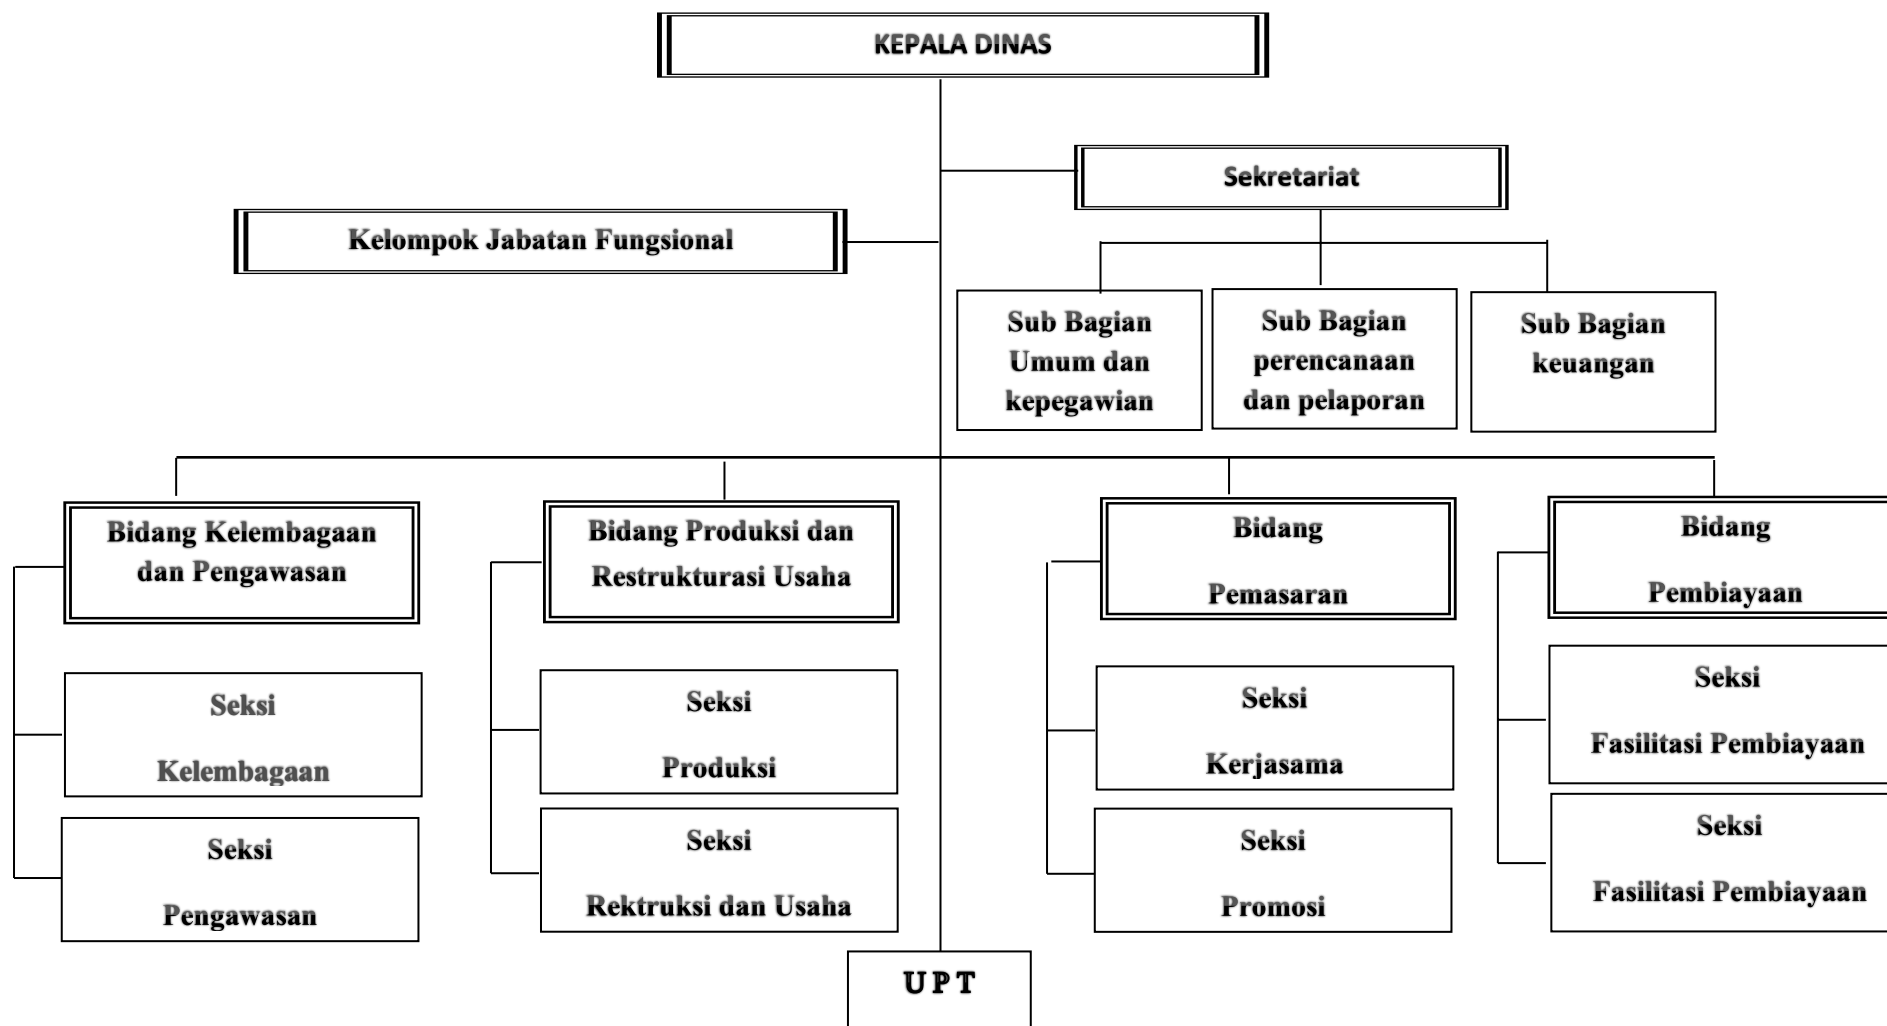 KEPALA DINAS
Sekretariat
Kelompok Jabatan Fungsional
Sub Bagian
Umum dan
kepegawian
Sub Bagian
perencanaan
dan pelaporan
Sub Bagian
keuangan
Bidang Kelembagaan
dan Pengawasan
Bidang Produksi dan
Restrukturasi Usaha
Bidang
Pemasaran
Bidang
Pembiayaan
Seksi
Kelembagaan
Seksi
Produksi
Seksi
Kerjasama
Seksi
Fasilitasi Pembiayaan
Seksi
Pengawasan
Seksi
Rektruksi dan Usaha
Seksi
Promosi
Seksi
Fasilitasi Pembiayaan
U P T